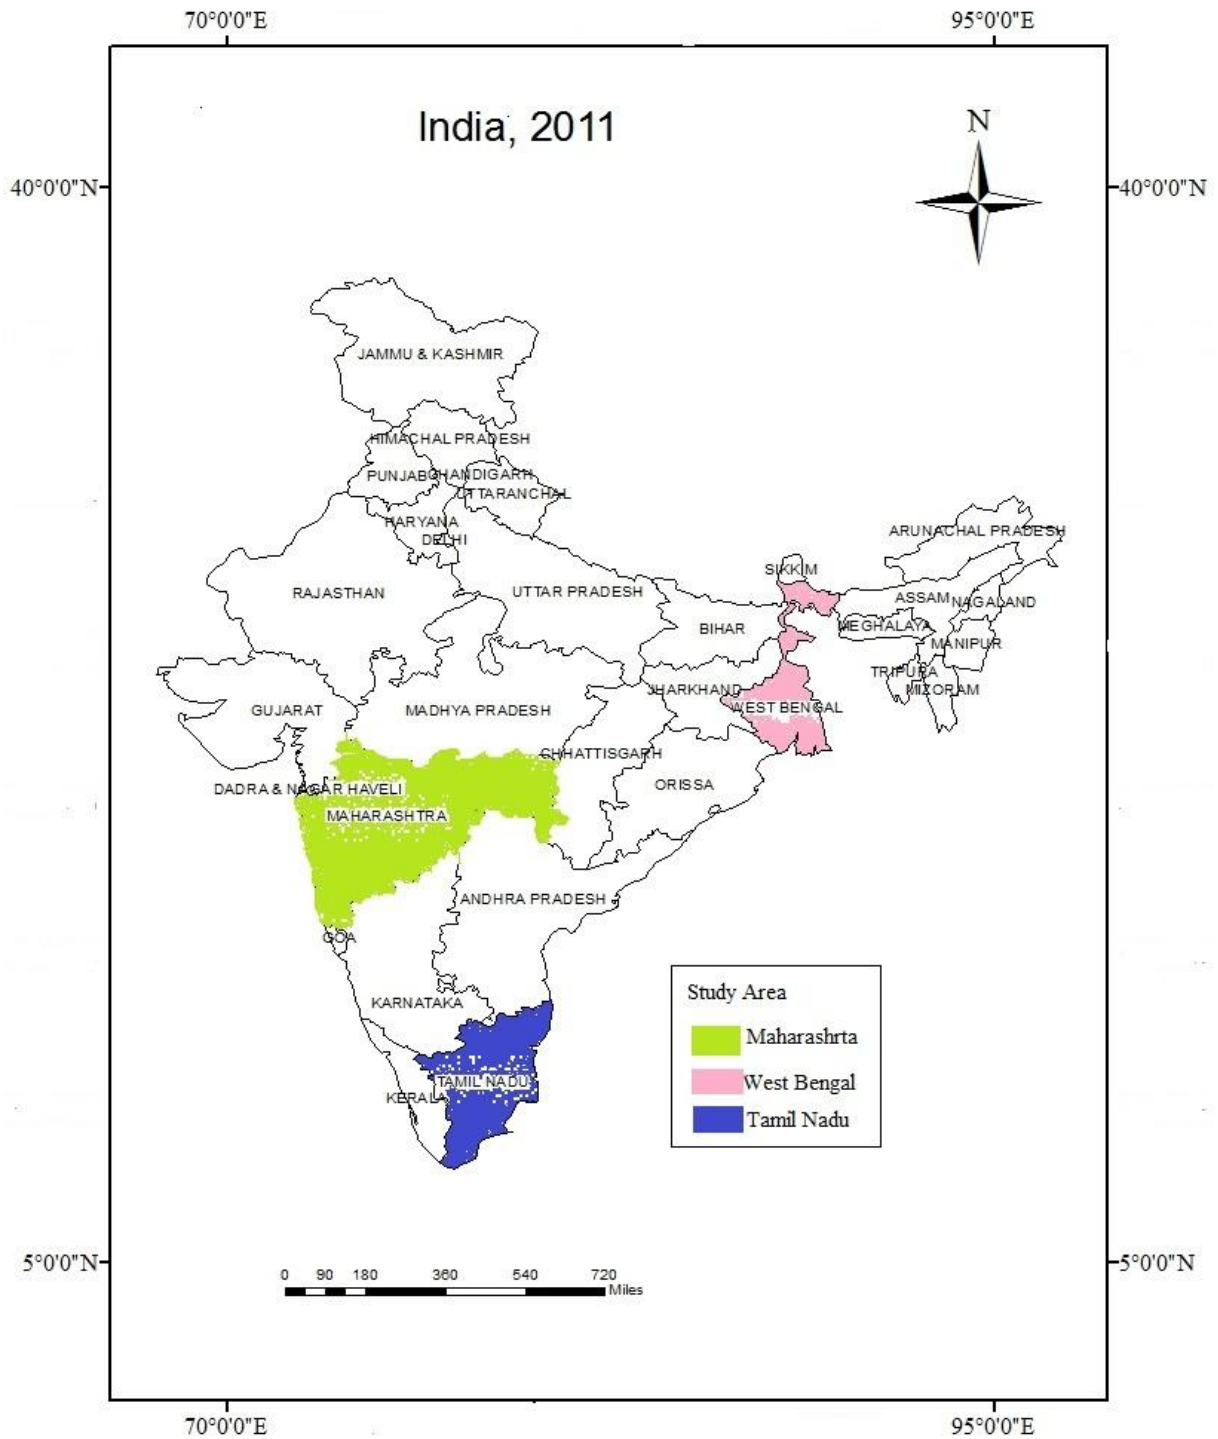 70°0'0"E 95°0'0"E
India, 2011
N
40°0'0"N 40°0'0"N
JAMMU & KASHMIR
HIMACHAL PRADESH
PUNJAB CHANDIGARH
UTTARANCHAL
HARYANA
DELHI
ARUNACHAL PRADESH
SIKKIM
RAJASTHAN
UTTAR PRADESH
ASSAM NAGALAND
BIHAR
MEGHALAYA
MANIPUR
TRIPURA
JHARKHAND
MIZORAM
GUJARAT
MADHYA PRADESH
WEST BENGAL
CHHATTISGARH
ORISSA
DADRA & NAGAR HAVELI
MAHARASHTRA
ANDHRA PRADESH
GOA
KARNATAKA
TAMIL NADU
KERALA
Study Area
Maharashrta
West Bengal
Tamil Nadu
5°0'0"N 5°0'0"N
0 90 180 360 540 720
Miles
70°0'0"E 95°0'0"E